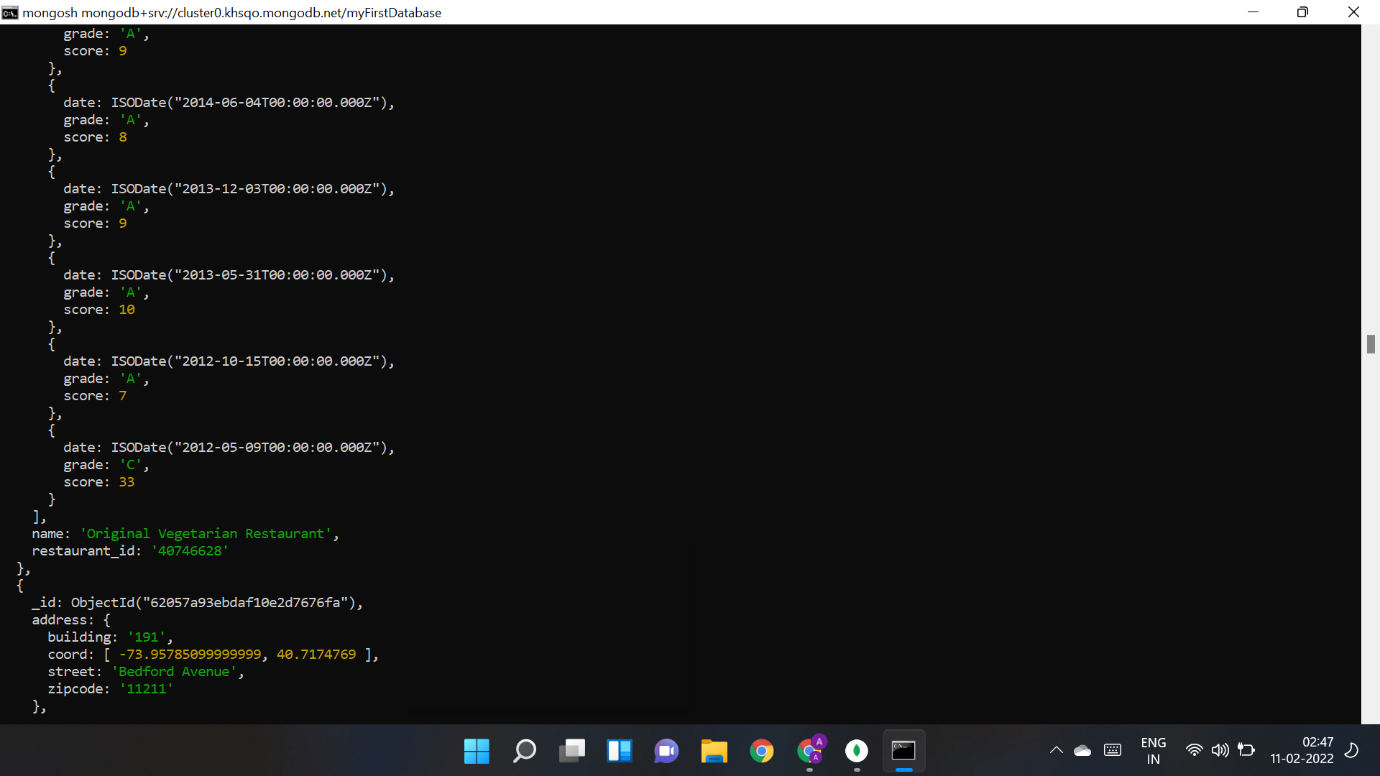 mongosh mongodb+srv://cluster0.khsqo.mongodb.net/myFirstDatabase
grade: 'A',
score: 9
},
{
date: ISODate("2014-06-04T00:00:00.000Z"),
grade: 'A',
score: 8
},
{
date: ISODate("2013-12-03T00:00:00.000Z"),
grade: 'A',
score: 9
},
{
date: ISODate("2013-05-31T00:00:00.000Z"),
grade: 'A',
score: 10
},
{
date: ISODate("2012-10-15T00:00:00.000Z"),
grade: 'A',
score: 7
},
{
date: ISODate("2012-05-09T00:00:00.000Z"),
grade: 'C',
score: 33
}
],
name: 'Original Vegetarian Restaurant',
restaurant_id: '40746628'
},
{
_id: ObjectId("62057a93ebdaf10e2d7676fa"),
address: {
building: '191',
coord: [ -73.95785099999999, 40.7174769 ],
street: 'Bedford Avenue',
zipcode: '11211'
},
A
A
ENG
IN
02:47
11-02-2022